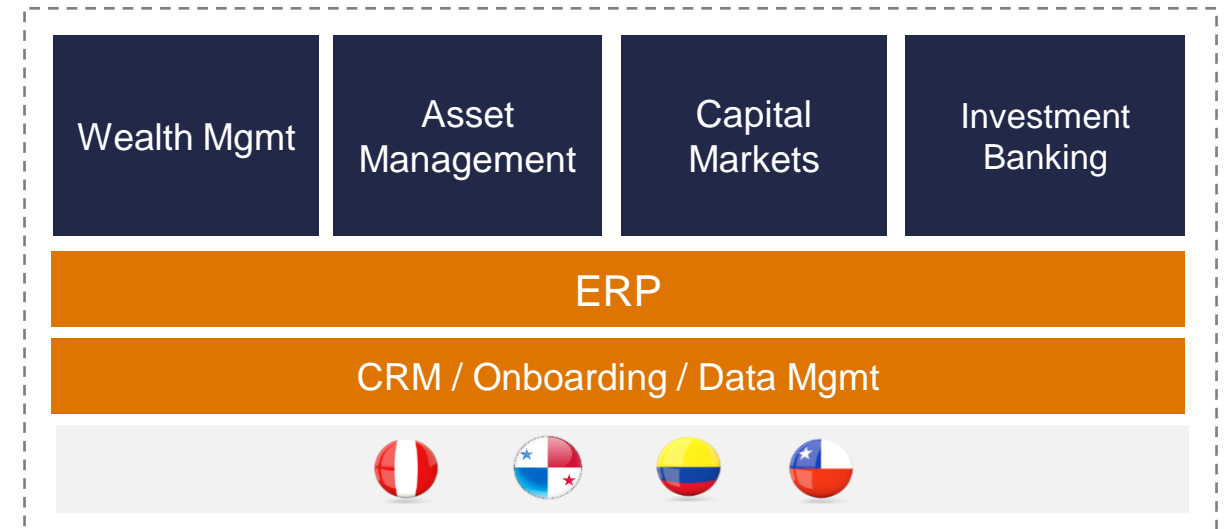 Wealth Mgmt
Asset
Management
Capital
Markets
Investment
Banking
ERP
CRM / Onboarding / Data Mgmt